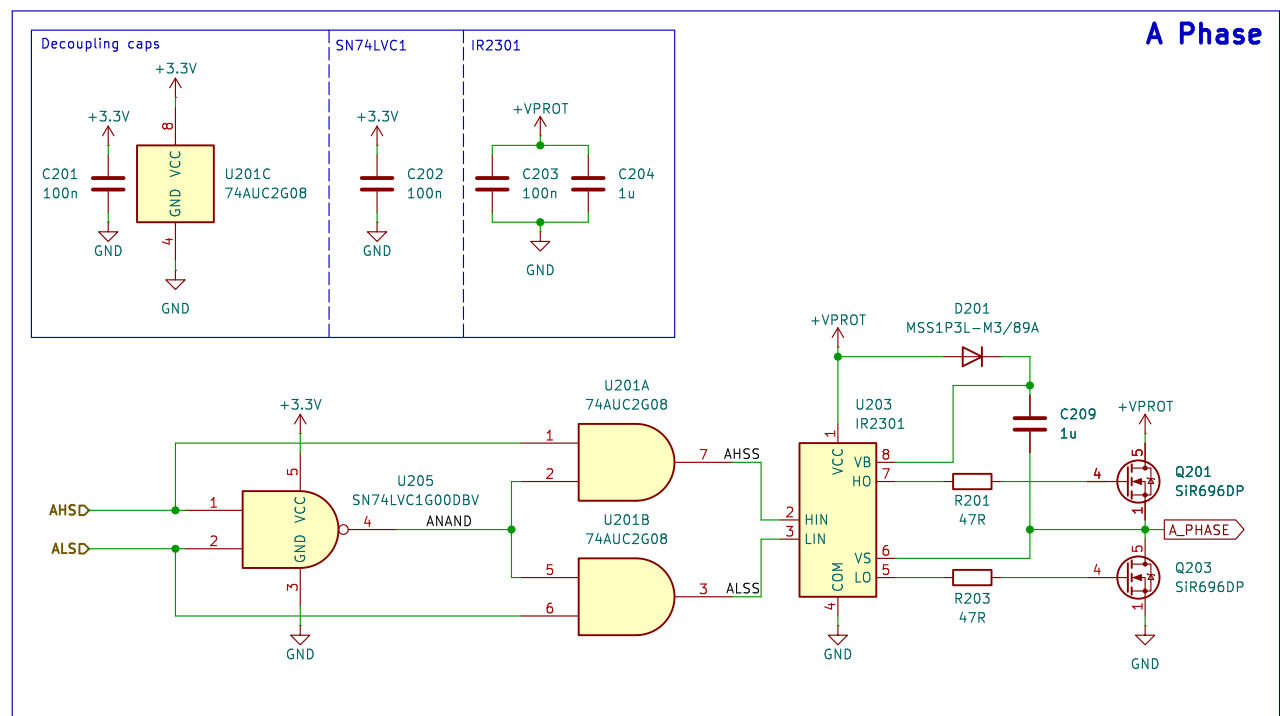 A Phase
Decoupling caps
SN74LVC1
IR2301
+3.3V
8
VCC
GND
4
GND
U201C
74AUC2G08
+3.3V
C201
100n
GND
+3.3V
C202
100n
GND
+VPROT
C203
100n
C204
1u
GND
+VPROT
D201
MSS1P3L-M3/89A
U201A
74AUC2G08
1
2
7
AHSS
+3.3V
5
VCC
GND
3
GND
U205
SN74LVC1G00DBV
AHS
1
ALS
2
4
ANAND
U201B
74AUC2G08
5
6
3
ALSS
U203
IR2301
1
VCC
VB
8
HO
7
2
HIN
3
LIN
VS
6
LO
5
COM
4
GND
C209
1u
R201
47R
R203
47R
+VPROT
5
4
1
Q201
SiR696DP
A_PHASE
5
4
1
Q203
SiR696DP
GND